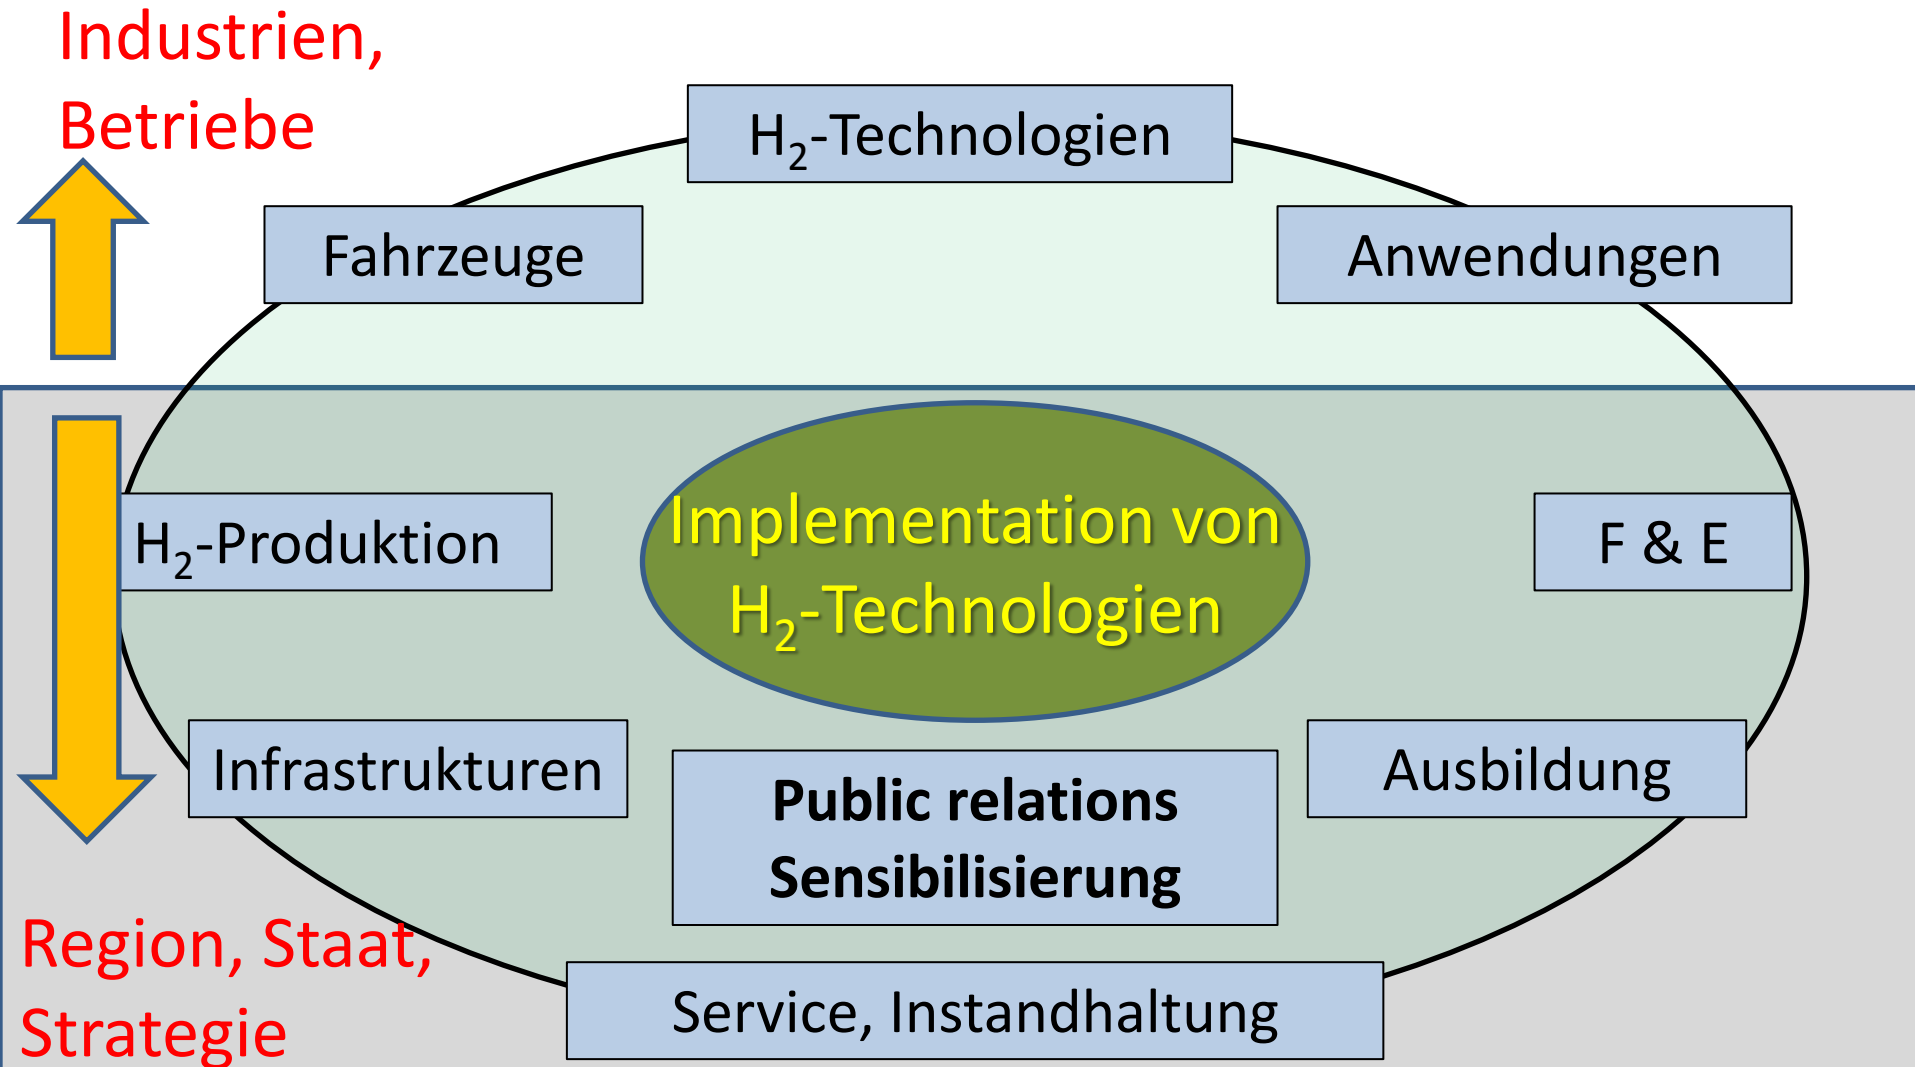 Industrien,
Betriebe
H₂-Technologien
Fahrzeuge
Anwendungen
H₂-Produktion
Implementation von
H₂-Technologien
F & E
Infrastrukturen
Public relations
Sensibilisierung
Ausbildung
Region, Staat,
Strategie
Service, Instandhaltung